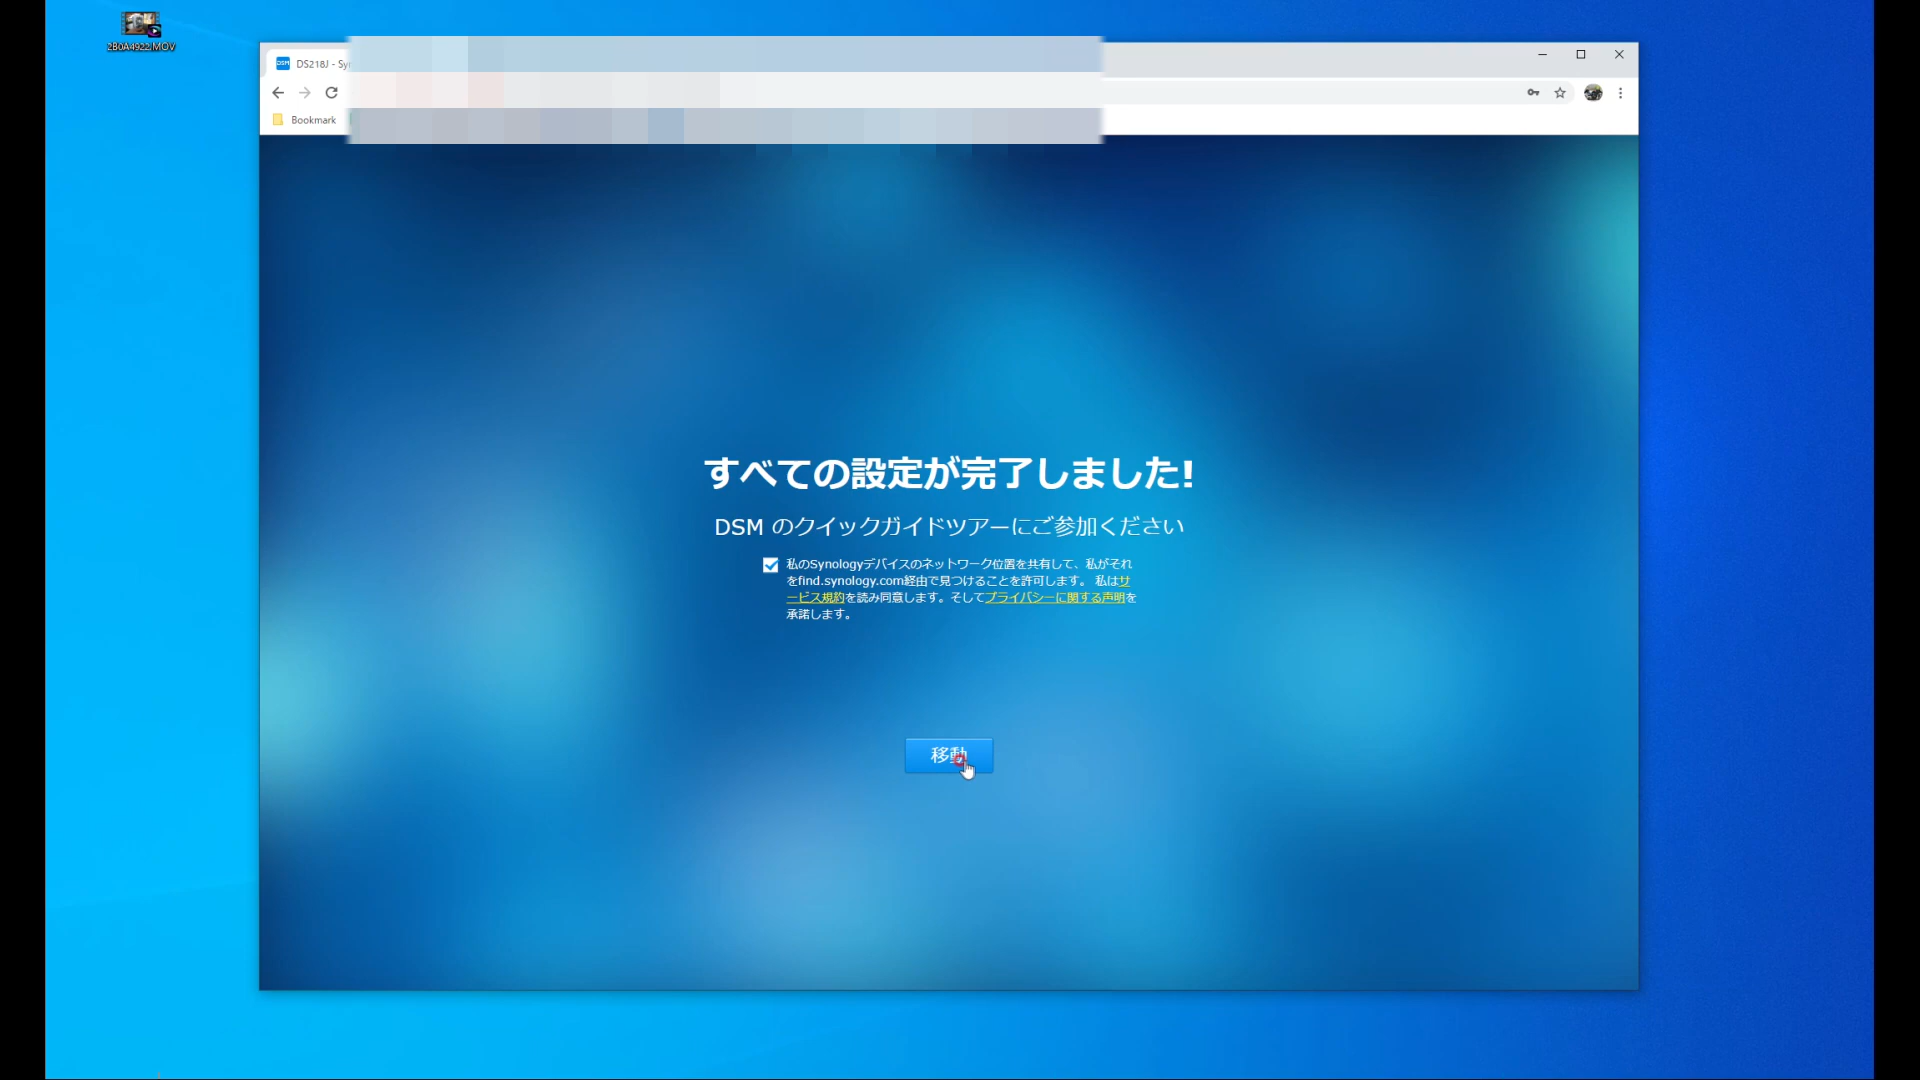 2B0A4922.MOV
DSM
DS218J - Sy
Bookmark
すべての設定が完了しました!
DSM のクイックガイドツアーにご参加ください
私のSynologyデバイスのネットワーク位置を共有して、私がそれ
をfind.synology.com経由で見つけることを許可します。 私はサ
ービス規約を読み同意します。そしてプライバシーに関する声明を
承諾します。
移動